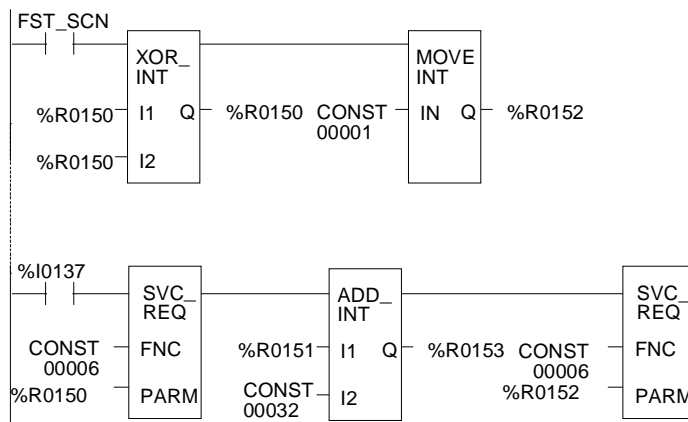 FST_SCN
XOR_
INT
MOVE
INT
%R0150 I1 Q %R0150 CONST
00001 IN Q %R0152
%R0150 I2
%I0137
SVC_
REQ
ADD_
INT
SVC_
REQ
CONST
00006 FNC %R0151 I1 Q %R0153 CONST
00006 FNC
%R0150 PARM CONST
00032 I2 %R0152 PARM